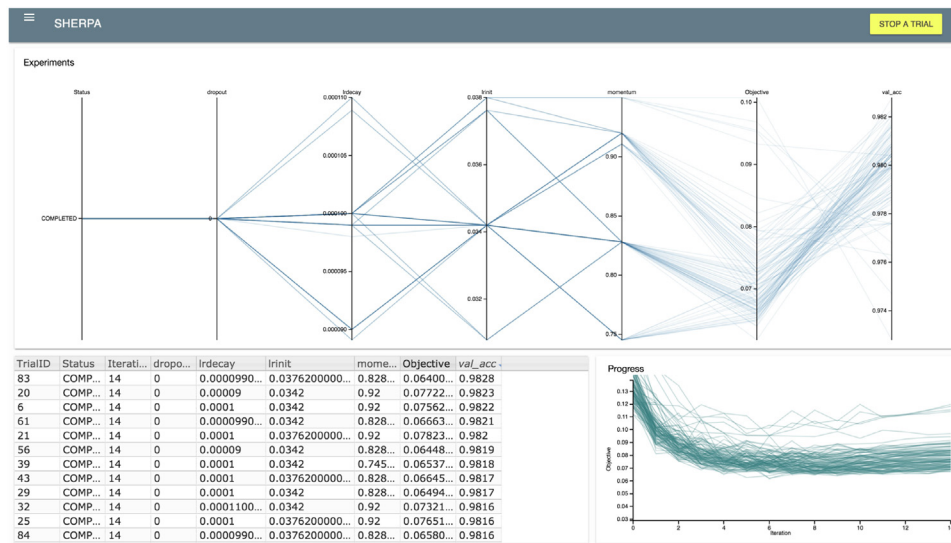 SHERPA
STOP A TRIAL
Experiments
Status dropout lrdecay lrinit momentum Objective val_acc
0.000110 0.038 0.10 0.982
0.000105 0.036 0.90 0.09 0.980
COMPLETED 0 0.000100 0.034 0.85 0.08 0.978
0.000095 0.032 0.80 0.07 0.976
0.000090 0.75 0.974
TrialID Status Iterati... dropo... lrdecay lrinit mome... Objective val_acc
83 COMP... 14 0 0.0000990... 0.0376200000... 0.828... 0.06400... 0.9828
20 COMP... 14 0 0.00009 0.0342 0.92 0.07722... 0.9823
6 COMP... 14 0 0.0001 0.0342 0.92 0.07562... 0.9822
61 COMP... 14 0 0.0001 0.0342 0.828... 0.06663... 0.9821
21 COMP... 14 0 0.0001 0.0376200000... 0.92 0.07823... 0.982
56 COMP... 14 0 0.00009 0.0342 0.828... 0.06448... 0.9819
39 COMP... 14 0 0.0001 0.0342 0.745... 0.06537... 0.9818
43 COMP... 14 0 0.0001 0.0376200000... 0.828... 0.06645... 0.9817
29 COMP... 14 0 0.0001 0.0342 0.828... 0.06494... 0.9817
32 COMP... 14 0 0.0001100... 0.0342 0.92 0.07321... 0.9816
25 COMP... 14 0 0.0001 0.0376200000... 0.92 0.07651... 0.9816
84 COMP... 14 0 0.0000990... 0.0376200000... 0.828... 0.06580... 0.9816
Progress
0.13
0.12
0.11
0.10
0.09
0.08
0.07
0.06
0.05
0.04
0.03
Objective
0 2 4 6 8 10 12
Iteration